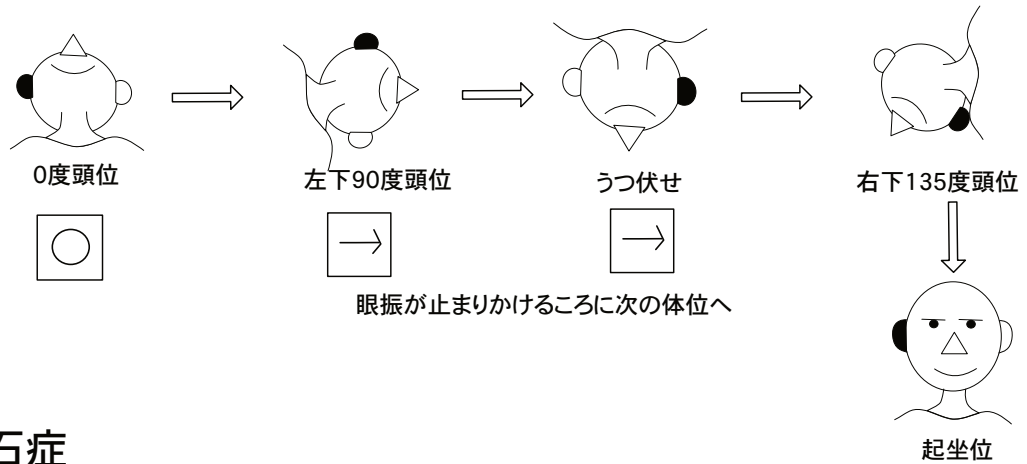 0度頭位
左下90度頭位
うつ伏せ
右下135度頭位
眼振が止まりかけるころに次の体位へ
起坐位
石症